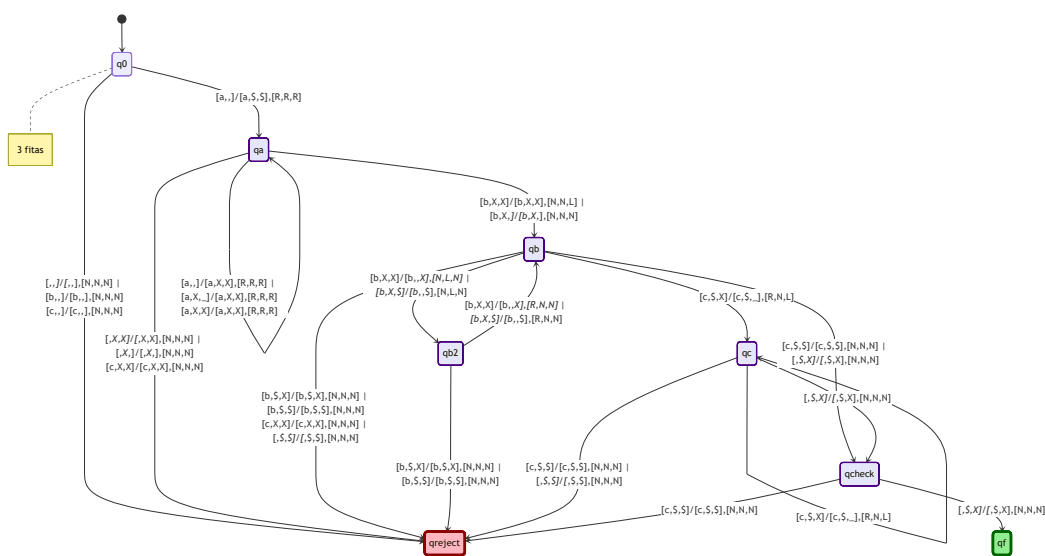 q0
[a,,]/[a,$,$],[R,R,R]
3 fitas
qa
[b,X,X]/[b,X,X],[N,N,L] |
[b,X,]/[b,X,],[N,N,N]
qb
[,,]/[,,],[N,N,N] |
[b,,]/[b,,],[N,N,N]
[c,,]/[c,,],[N,N,N]
[a,,]/[a,X,X],[R,R,R] |
[a,X,_]/[a,X,X],[R,R,R]
[a,X,X]/[a,X,X],[R,R,R]
[b,X,X]/[b,,X],[N,L,N] |
[b,X,$]/[b,,$],[N,L,N]
[b,X,X]/[b,,X],[R,N,N] |
[b,X,$]/[b,,$],[R,N,N]
[c,$,X]/[c,$,_],[R,N,L]
[,X,X]/[,X,X],[N,N,N] |
[,X,]/[,X,],[N,N,N]
[c,X,X]/[c,X,X],[N,N,N]
qb2
qc
[c,$,$]/[c,$,$],[N,N,N] |
[,$,X]/[,$,X],[N,N,N]
[b,$,X]/[b,$,X],[N,N,N] |
[b,$,$]/[b,$,$],[N,N,N]
[c,X,X]/[c,X,X],[N,N,N] |
[,$,$]/[,$,$],[N,N,N]
[,$,X]/[,$,X],[N,N,N]
[b,$,X]/[b,$,X],[N,N,N] |
[b,$,$]/[b,$,$],[N,N,N]
[c,$,$]/[c,$,$],[N,N,N] |
[,$,$]/[,$,$],[N,N,N]
qcheck
[c,$,$]/[c,$,$],[N,N,N]
[c,$,X]/[c,$,_],[R,N,L]
[,$,X]/[,$,X],[N,N,N]
qreject
qf